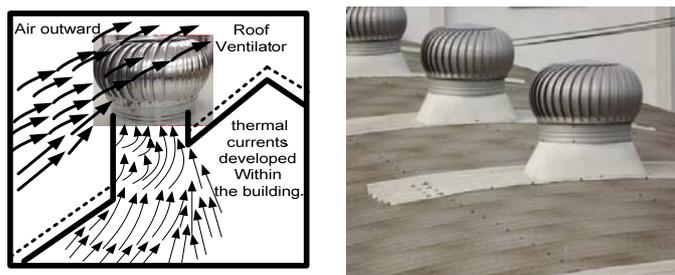 Air outward
Roof
Ventilator
thermal
currents
developed
Within
the building.